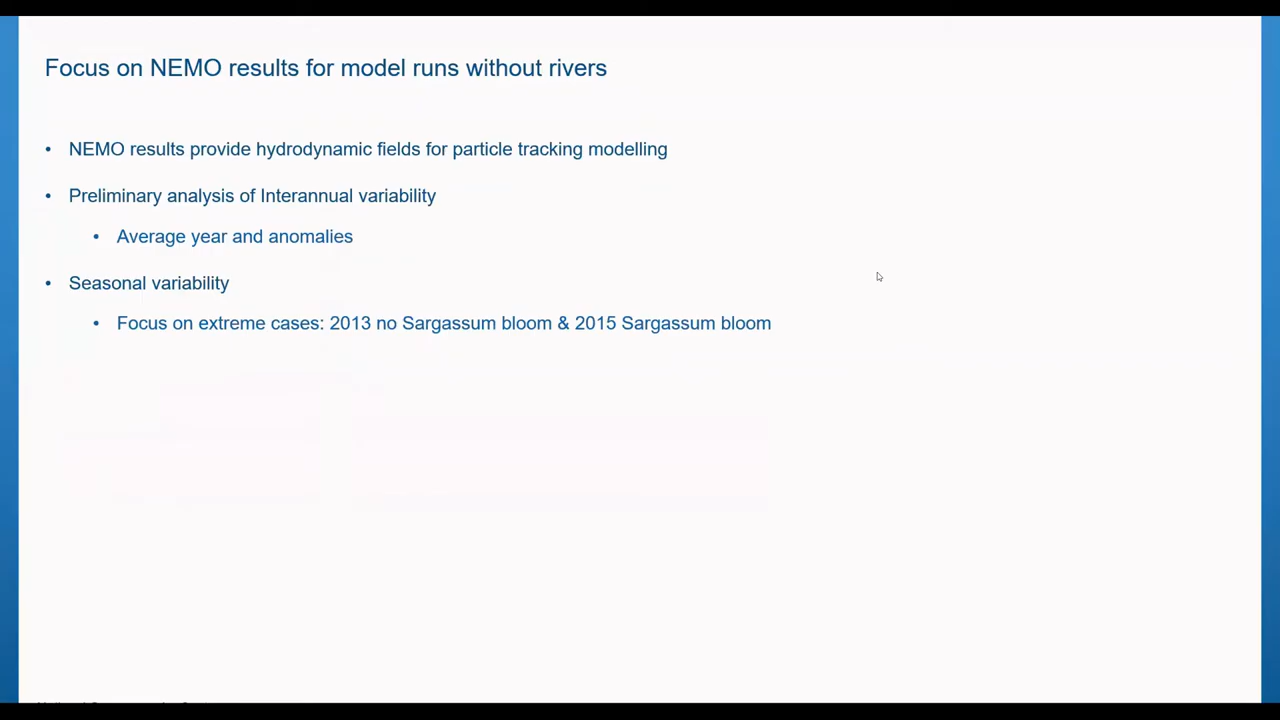 Focus on NEMO results for model runs without rivers
• NEMO results provide hydrodynamic fields for particle tracking modelling
• Preliminary analysis of Interannual variability
• Average year and anomalies
• Seasonal variability
• Focus on extreme cases: 2013 no Sargassum bloom & 2015 Sargassum bloom